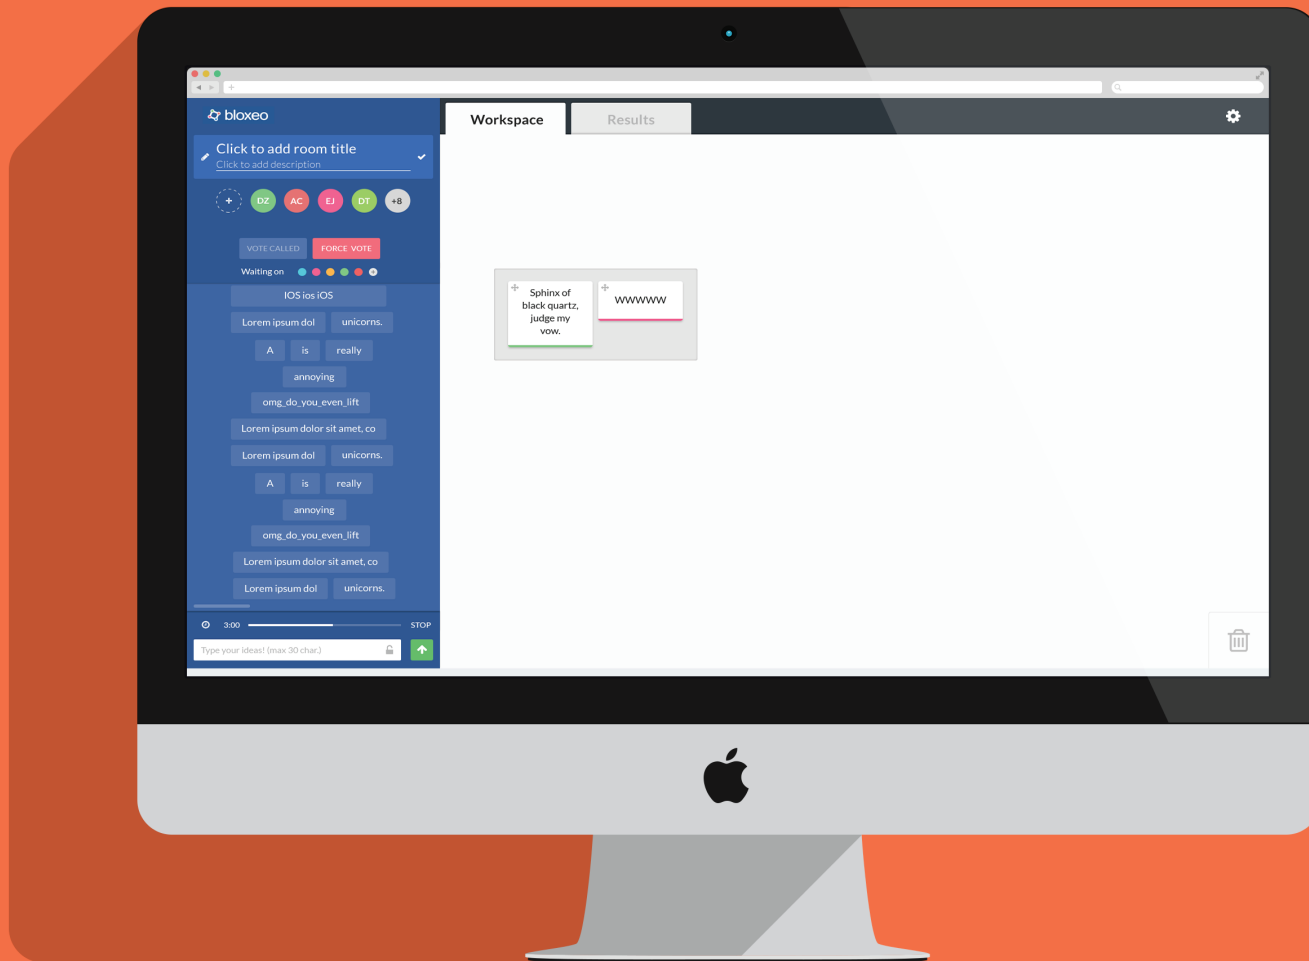 bloxeo
Workspace
Results
Click to add room title
Click to add description
+
DZ
AC
EJ
DT
+8
VOTE CALLED
FORCE VOTE
Waiting on
IOS ios iOS
Lorem ipsum dol
unicorns.
A
is
really
annoying
omg_do_you_even_lift
Lorem ipsum dolor sit amet, co
Lorem ipsum dol
unicorns.
A
is
really
annoying
omg_do_you_even_lift
Lorem ipsum dolor sit amet, co
Lorem ipsum dol
unicorns.
3:00
STOP
Type your ideas! (max 30 char.)
Sphinx of
black quartz,
judge my
vow.
WWWWW